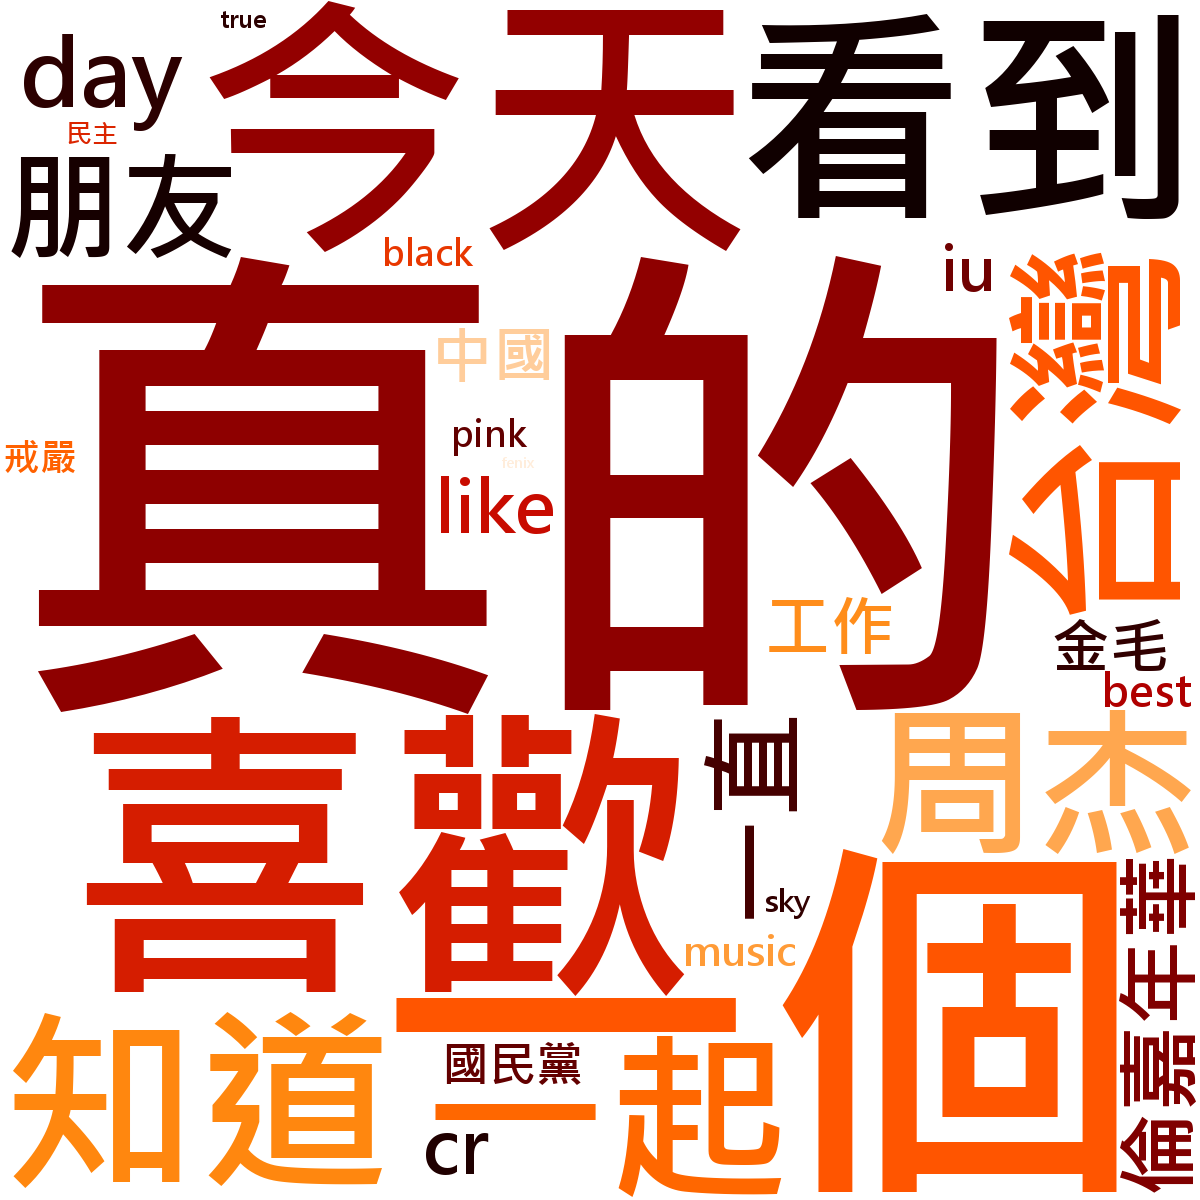 true
day
今天
看到
民主
朋友
black
iu
台灣
真的
中國
pink
戒嚴
fenix
like
工作
金毛
best
喜歡
一直
周杰
倫嘉年華
sky
music
一個
知道
國民黨
一起
cr